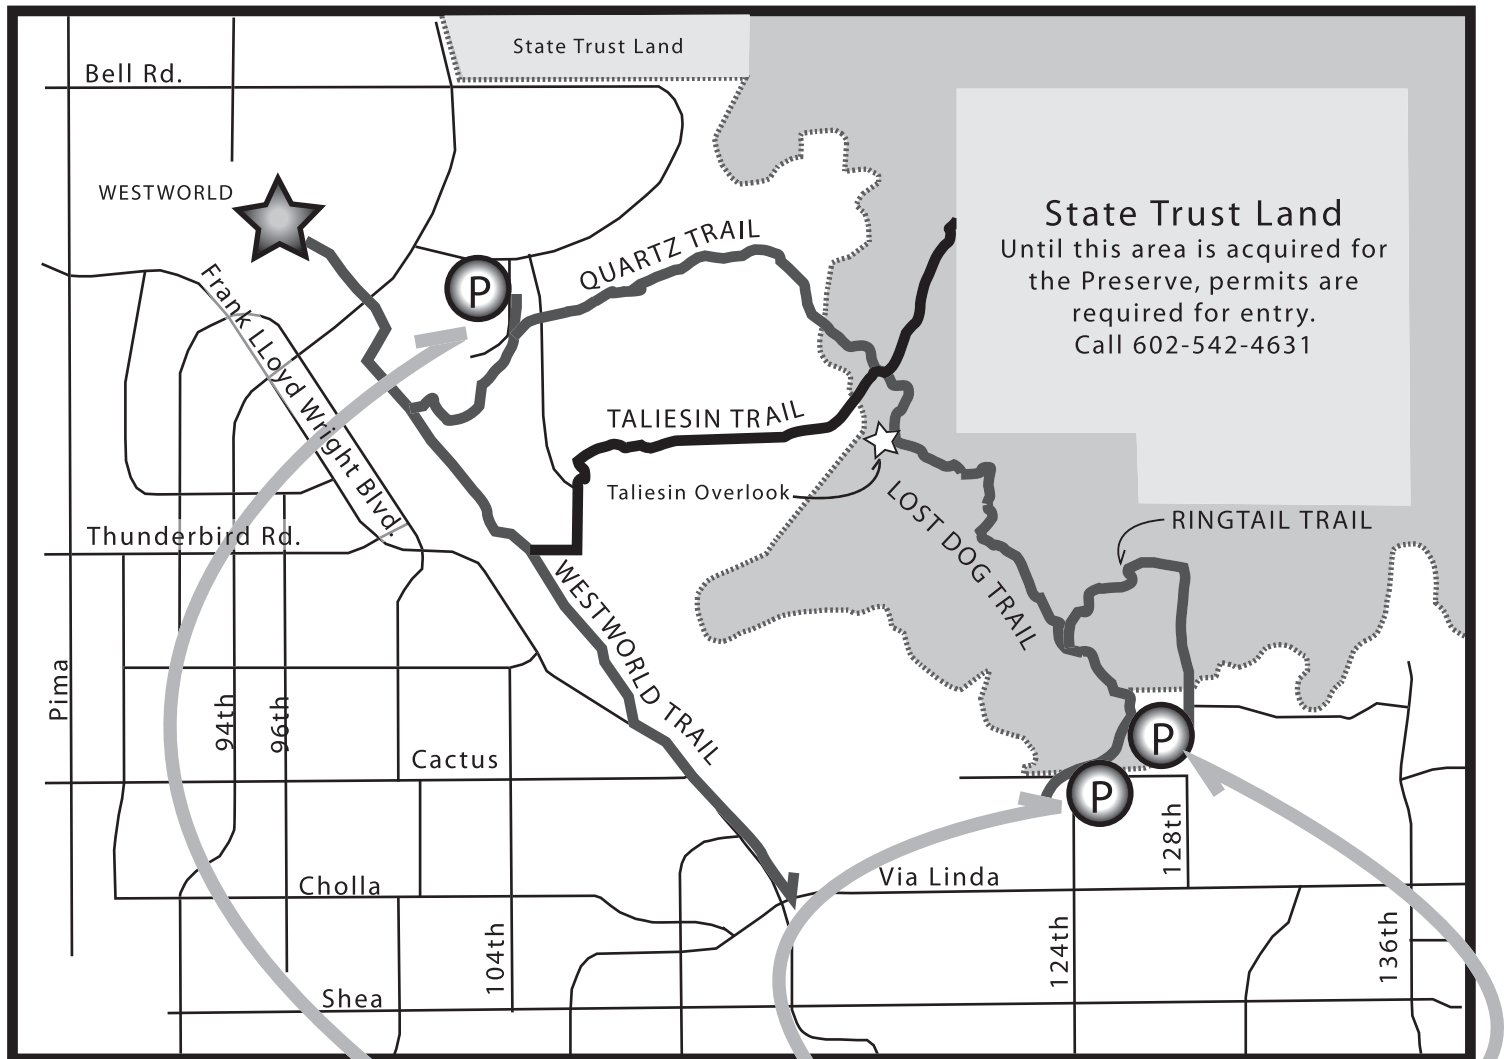 State Trust Land
Bell Rd.
WESTWORLD
State Trust Land
Until this area is acquired for
the Preserve, permits are
required for entry.
Call 602-542-4631
QUARTZ TRAIL
P
Frank LLoyd Wright Blvd.
TALIESIN TRAIL
Taliesin Overlook
LOST DOG TRAIL
RINGTAIL TRAIL
Thunderbird Rd.
WESTWORLD TRAIL
Pima
94th
96th
Cactus
P
P
128th
Cholla
Via Linda
104th
124th
136th
Shea